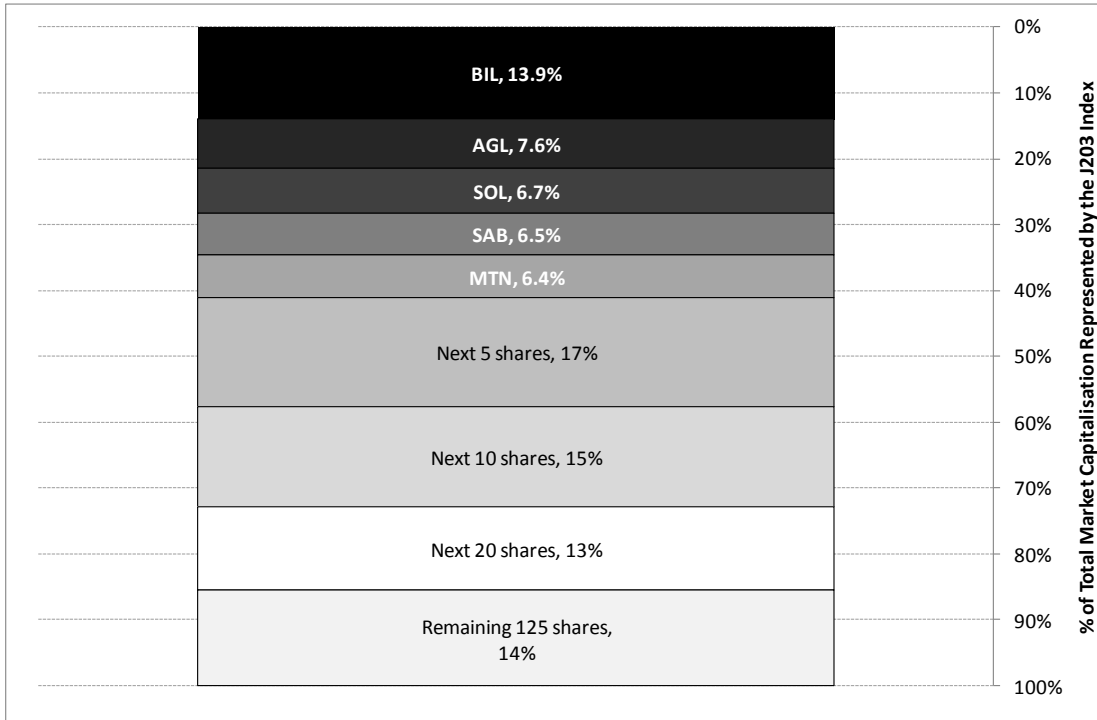 0%
BIL, 13.9%
10%
AGL, 7.6%
20%
SOL, 6.7%
30%
SAB, 6.5%
MTN, 6.4%
40%
Next 5 shares, 17%
50%
60%
Next 10 shares, 15%
70%
Next 20 shares, 13%
80%
90%
Remaining 125 shares,
14%
100%
% of Total Market Capitalisation Represented by the J203 Index